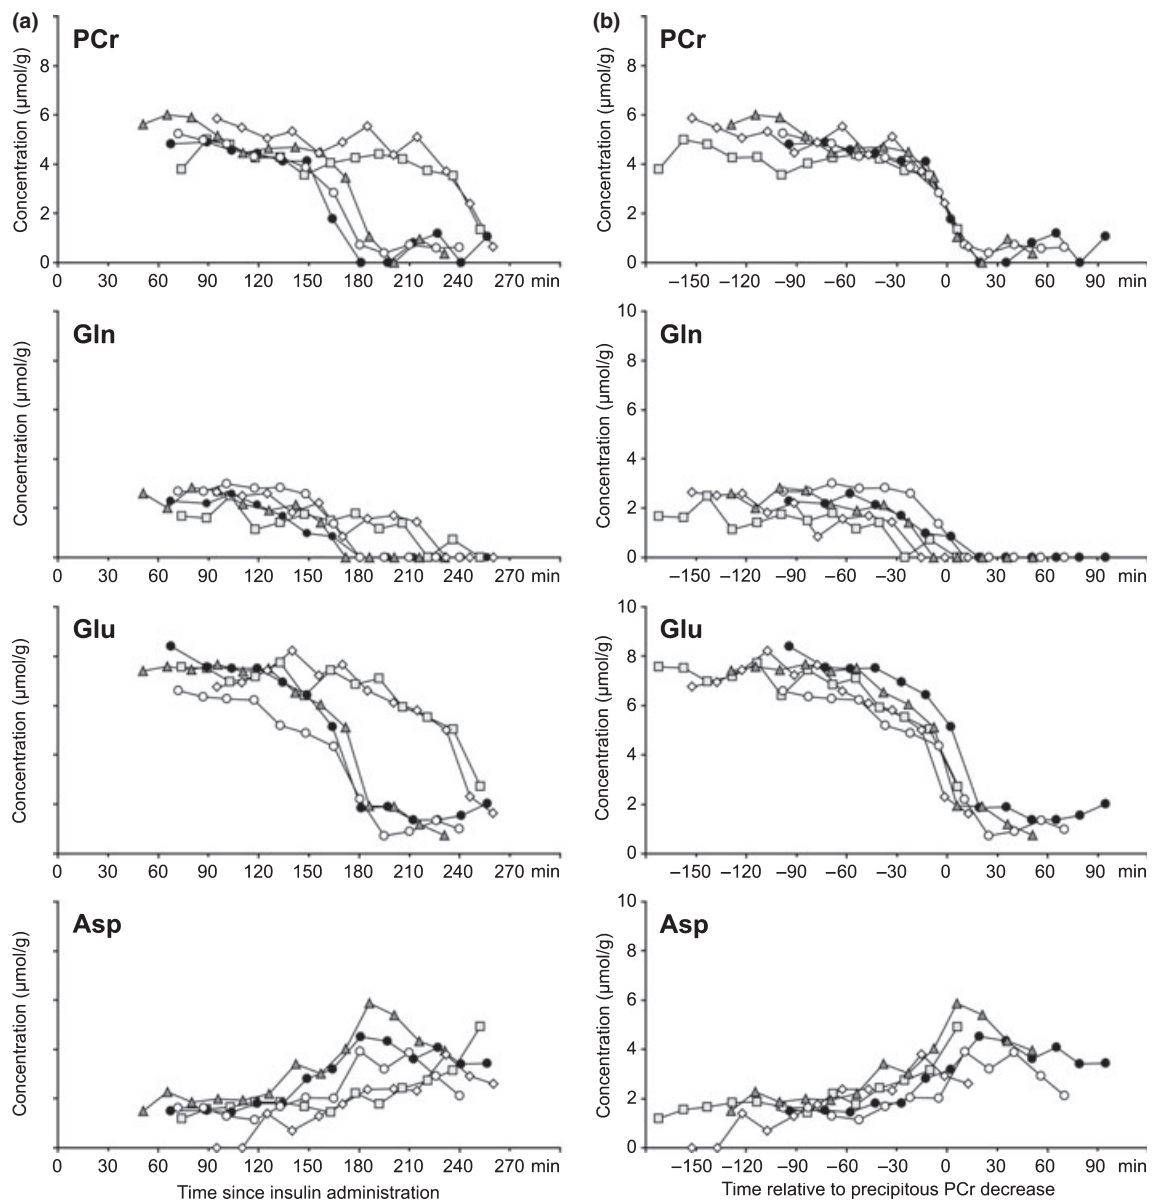 (a)
PCr
Concentration (μmol/g)
8
6
4
2
0
0 30 60 90 120 150 180 210 240 270 min
(b)
PCr
Concentration (μmol/g)
8
6
4
2
0
–150 –120 –90 –60 –30 0 30 60 90 min
Gln
Concentration (μmol/g)
0 30 60 90 120 150 180 210 240 270 min
Gln
Concentration (μmol/g)
10
8
6
4
2
0
–150 –120 –90 –60 –30 0 30 60 90 min
Glu
Concentration (μmol/g)
0 30 60 90 120 150 180 210 240 270 min
Glu
Concentration (μmol/g)
10
8
6
4
2
0
–150 –120 –90 –60 –30 0 30 60 90 min
Asp
Concentration (μmol/g)
0 30 60 90 120 150 180 210 240 270 min
Time since insulin administration
Asp
Concentration (μmol/g)
10
8
6
4
2
0
–150 –120 –90 –60 –30 0 30 60 90 min
Time relative to precipitous PCr decrease